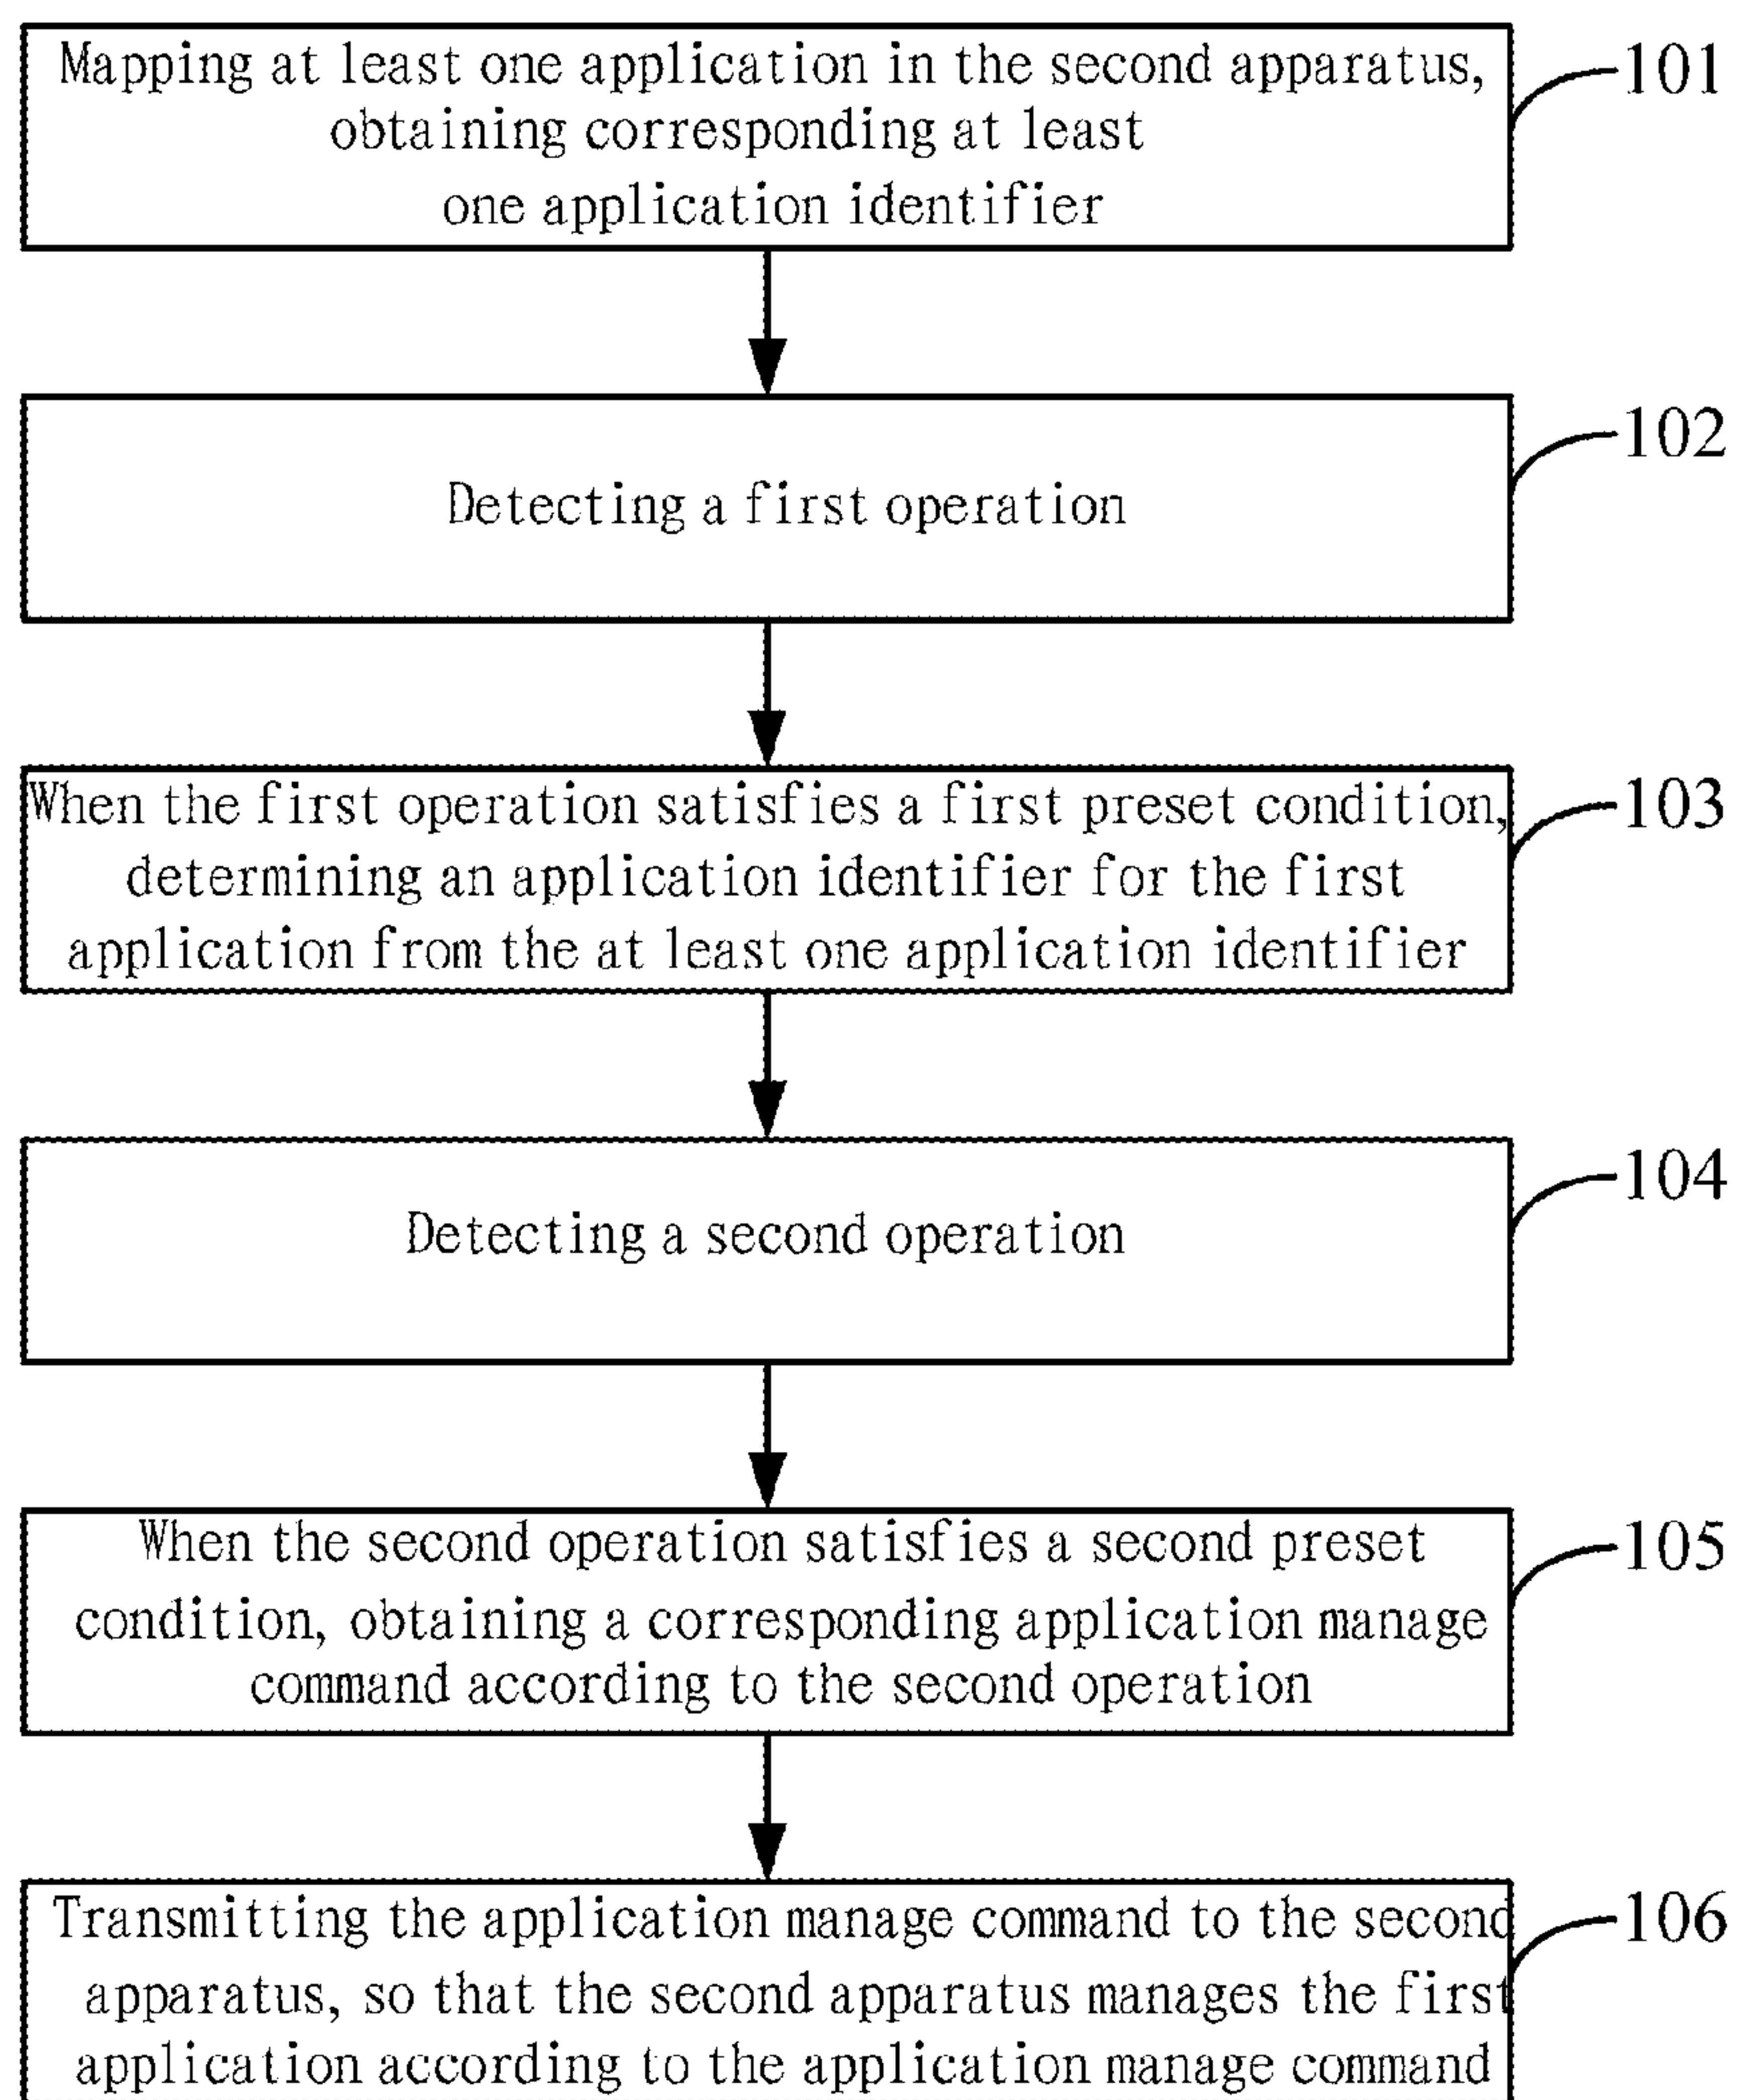 Mapping at least one application in the second apparatus,
obtaining corresponding at least
one application identifier
101
Detecting a first operation
102
When the first operation satisfies a first preset condition,
determining an application identifier for the first
application from the at least one application identifier
103
Detecting a second operation
104
When the second operation satisfies a second preset
condition, obtaining a corresponding application manage
command according to the second operation
105
Transmitting the application manage command to the second
apparatus, so that the second apparatus manages the first
application according to the application manage command
106